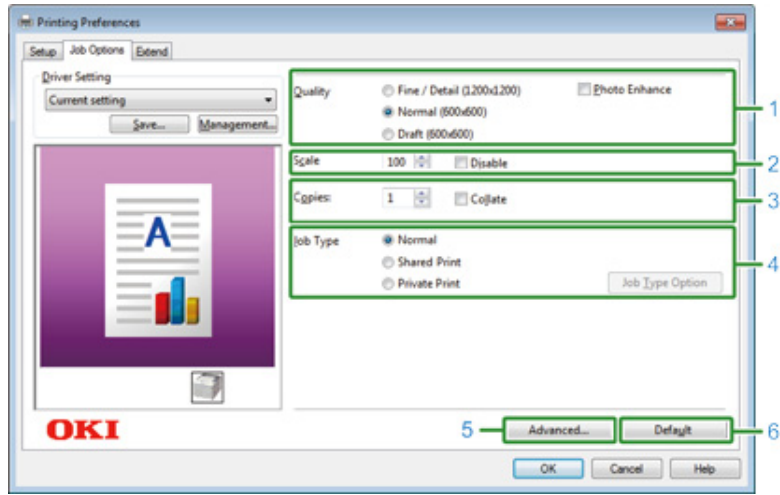 Printing Preferences
Setup Job Options Extend
Driver Setting
Current setting
Save... Management...
Quality Fine / Detail (1200x1200) Photo Enhance
Normal (600x600)
Draft (600x600)
1
Scale 100 Disable
2
Copies: 1 Collate
3
Job Type Normal
Shared Print
Private Print Job Type Option
4
A
OKI
5 Advanced... Default 6
OK Cancel Help